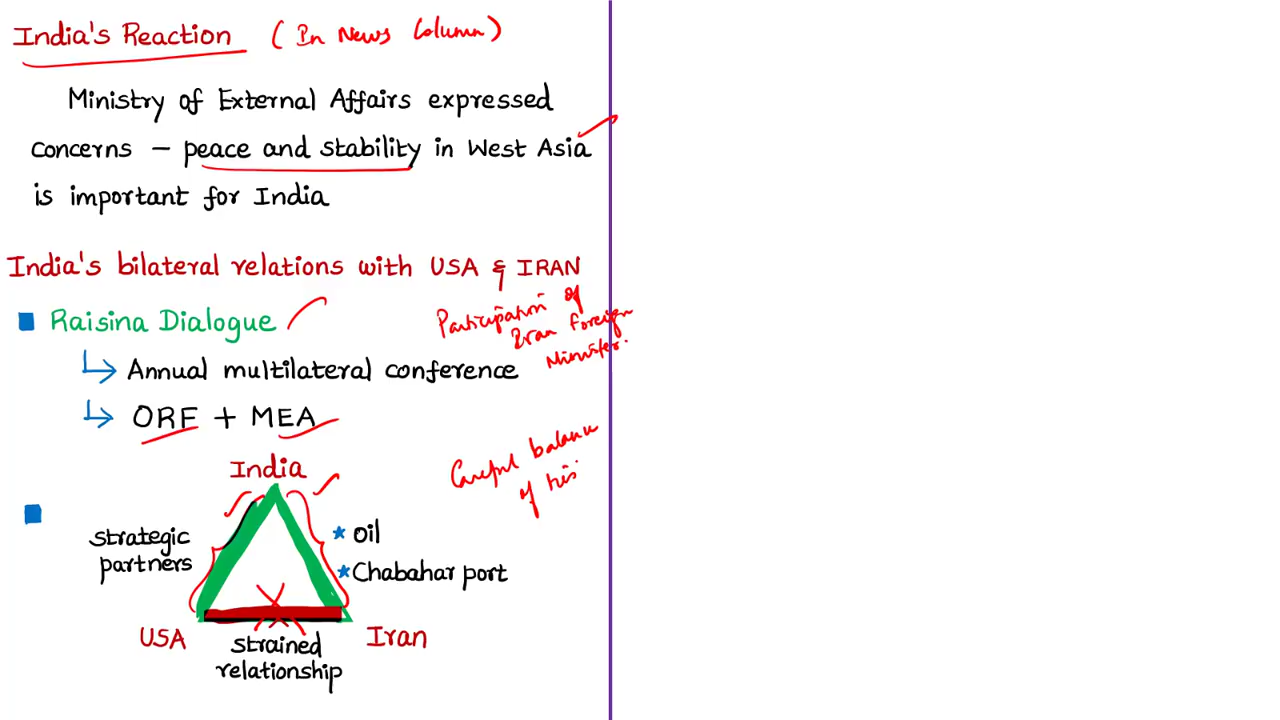 India's Reaction (In News Column)
Ministry of External Affairs expressed
concerns – peace and stability in West Asia
is important for India
India's bilateral relations with USA & IRAN
Raisina Dialogue
Participation of
Iran Foreign
Minister.
Annual multilateral conference
ORF + MEA
Careful balance
of ties
India
strategic
partners
Oil
Chabahar port
USA
Iran
strained
relationship